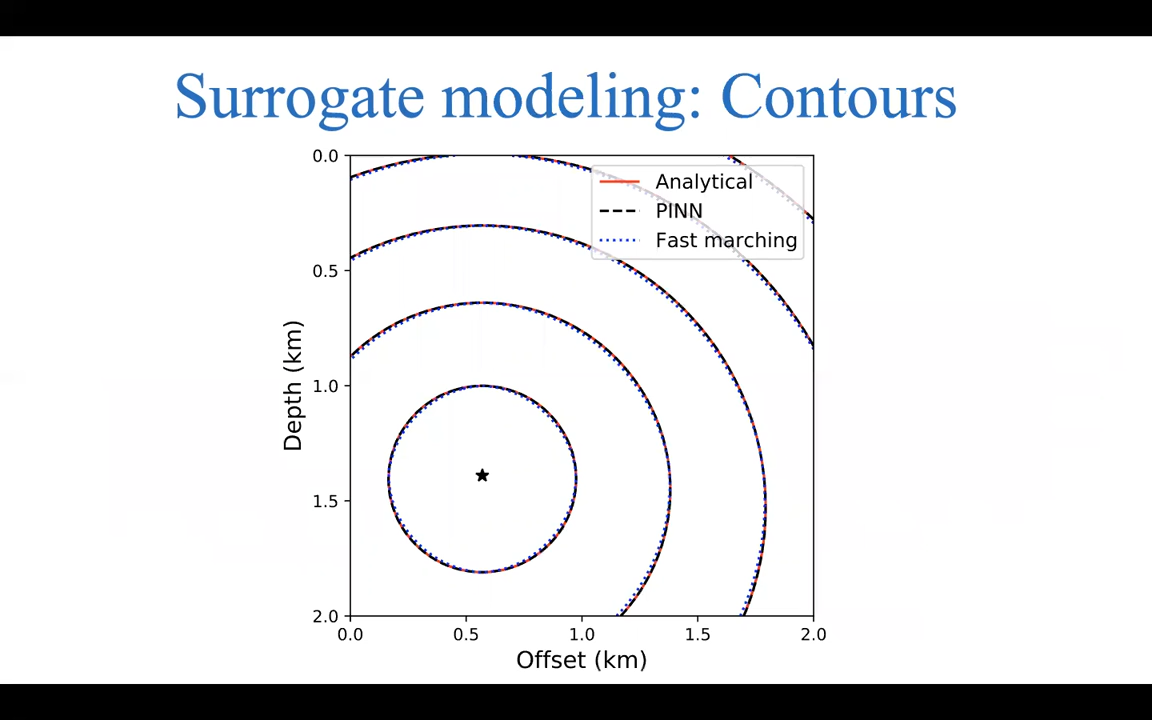 Surrogate modeling: Contours
Analytical
PINN
Fast marching
0.0
0.5
1.0
1.5
2.0
Depth (km)
0.0 0.5 1.0 1.5 2.0
Offset (km)